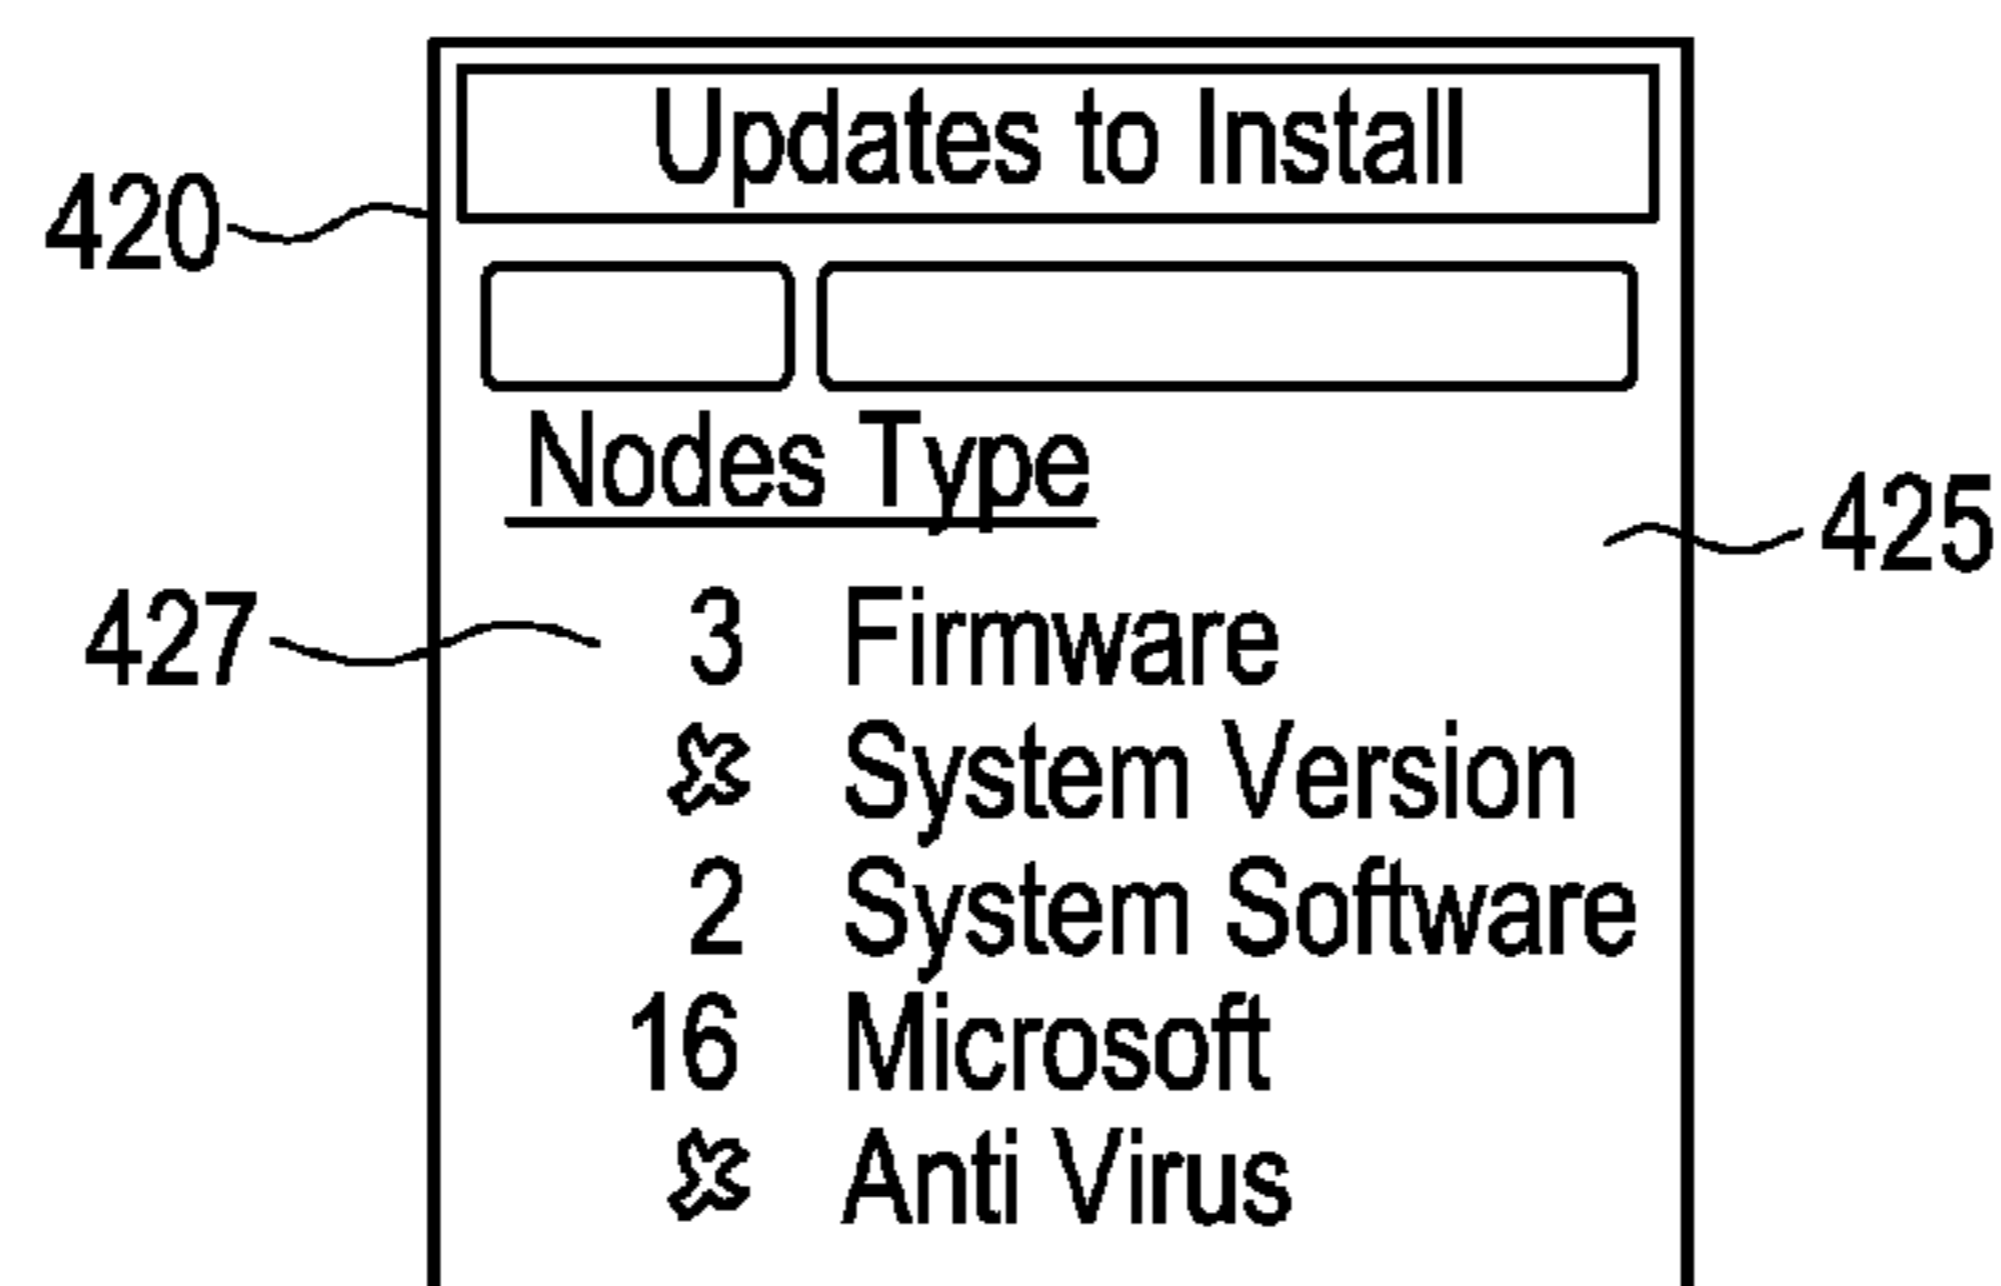 Updates to Install
420
Nodes Type
425
427
3 Firmware
System Version
2 System Software
16 Microsoft
Anti Virus